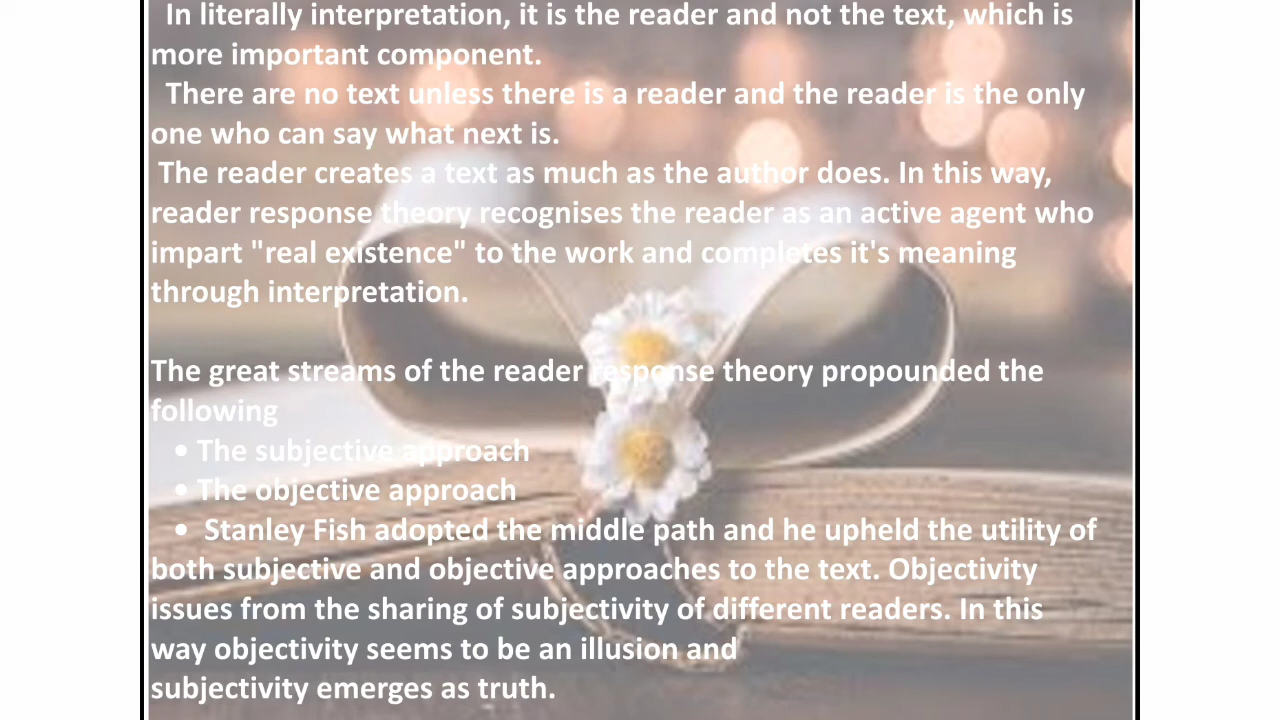 In literally interpretation, it is the reader and not the text, which is
more important component.
There are no text unless there is a reader and the reader is the only
one who can say what next is.
The reader creates a text as much as the author does. In this way,
reader response theory recognises the reader as an active agent who
impart "real existence" to the work and completes it's meaning
through interpretation.
The great streams of the reader response theory propounded the
following
• The subjective approach
• The objective approach
• Stanley Fish adopted the middle path and he upheld the utility of
both subjective and objective approaches to the text. Objectivity
issues from the sharing of subjectivity of different readers. In this
way objectivity seems to be an illusion and
subjectivity emerges as truth.